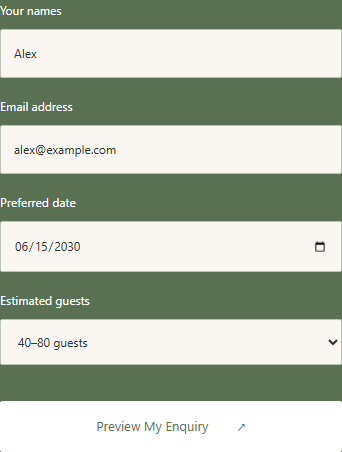 Your names
Alex
Email address
alex@example.com
Preferred date
06/15/2030
Estimated guests
40–80 guests
Preview My Enquiry ↗